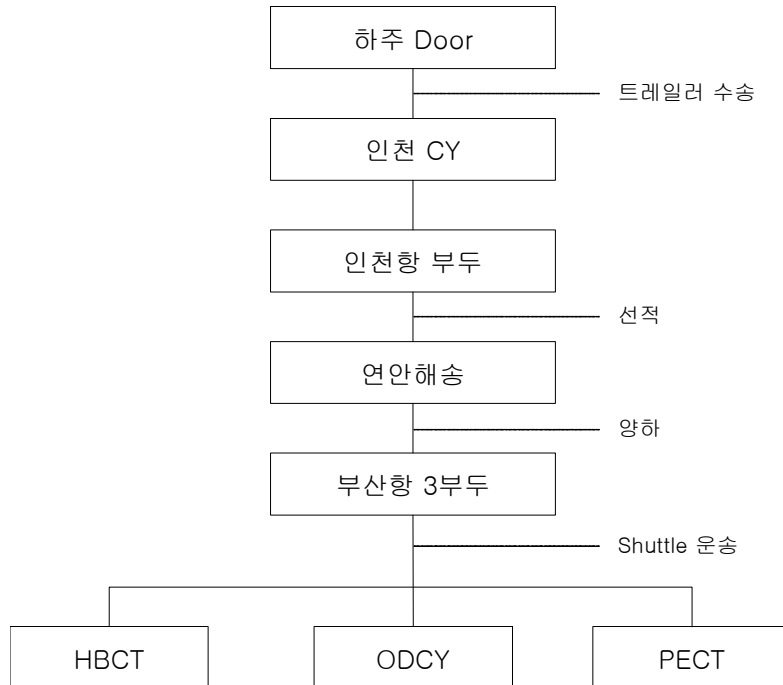 하주 Door
트레일러 수송
인천 CY
인천항 부두
선적
연안해송
양하
부산항 3부두
Shuttle 운송
HBCT
ODCY
PECT